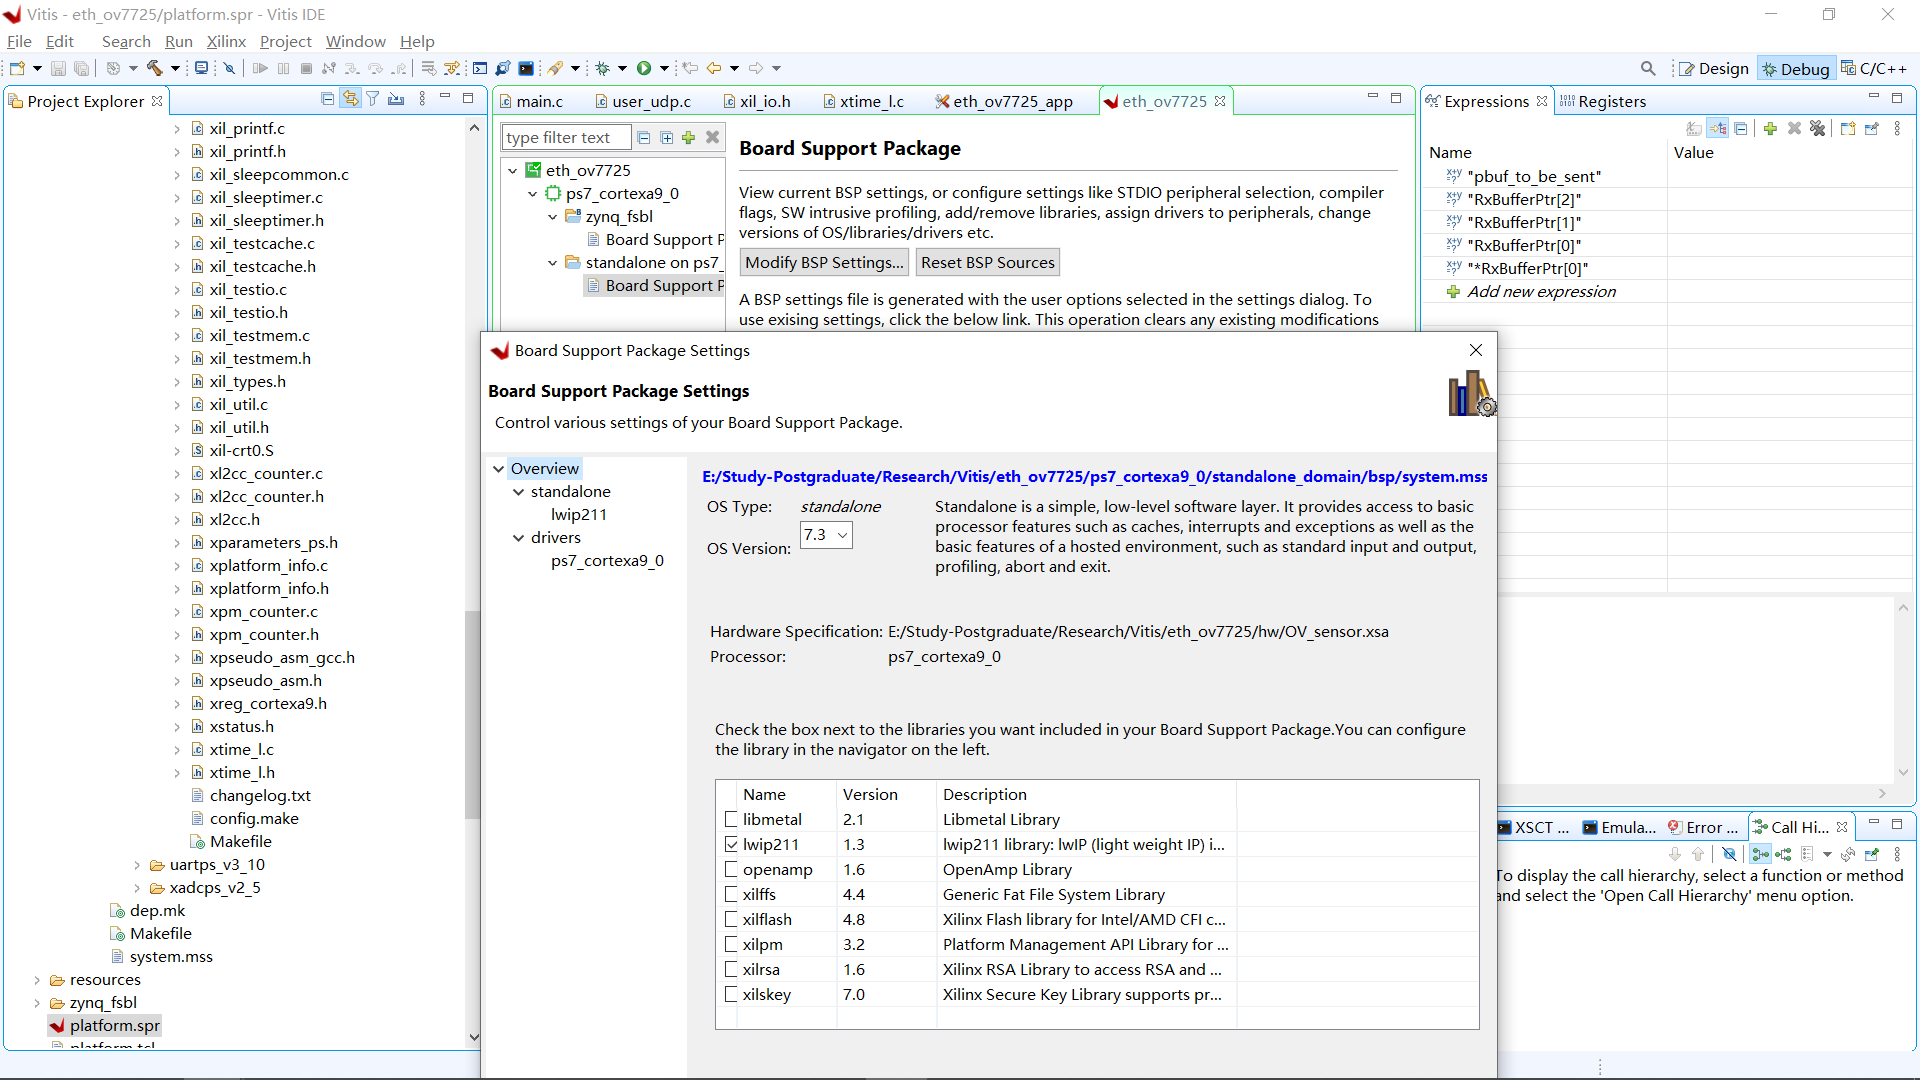 Vitis - eth_ov7725/platform.spr - Vitis IDE
File Edit Search Run Xilinx Project Window Help
Design Debug C/C++
Project Explorer
xil_printf.c
xil_printf.h
xil_sleepcommon.c
xil_sleeptimer.c
xil_sleeptimer.h
xil_testcache.c
xil_testcache.h
xil_testio.c
xil_testio.h
xil_testmem.c
xil_testmem.h
xil_types.h
xil_util.c
xil_util.h
xil-crt0.S
xl2cc_counter.c
xl2cc_counter.h
xl2cc.h
xparameters_ps.h
xplatform_info.c
xplatform_info.h
xpm_counter.c
xpm_counter.h
xpseudo_asm_gcc.h
xpseudo_asm.h
xreg_cortexa9.h
xstatus.h
xtime_l.c
xtime_l.h
changelog.txt
config.make
Makefile
uartps_v3_10
xadcps_v2_5
dep.mk
Makefile
system.mss
resources
zynq_fsbl
platform.spr
platform.tcl
main.c user_udp.c xil_io.h xtime_l.c eth_ov7725_app eth_ov7725
type filter text
eth_ov7725
ps7_cortexa9_0
zynq_fsbl
Board Support P
standalone on ps7_
Board Support P
Board Support Package
View current BSP settings, or configure settings like STDIO peripheral selection, compiler
flags, SW intrusive profiling, add/remove libraries, assign drivers to peripherals, change
versions of OS/libraries/drivers etc.
Modify BSP Settings... Reset BSP Sources
A BSP settings file is generated with the user options selected in the settings dialog. To
use exising settings, click the below link. This operation clears any existing modifications
Expressions Registers
Name Value
"pbuf_to_be_sent"
"RxBufferPtr[2]"
"RxBufferPtr[1]"
"RxBufferPtr[0]"
"*RxBufferPtr[0]"
Add new expression
Board Support Package Settings
Board Support Package Settings
Control various settings of your Board Support Package.
Overview
standalone
lwip211
drivers
ps7_cortexa9_0
E:/Study-Postgraduate/Research/Vitis/eth_ov7725/ps7_cortexa9_0/standalone_domain/bsp/system.mss
OS Type: standalone
OS Version: 7.3
Standalone is a simple, low-level software layer. It provides access to basic
processor features such as caches, interrupts and exceptions as well as the
basic features of a hosted environment, such as standard input and output,
profiling, abort and exit.
Hardware Specification: E:/Study-Postgraduate/Research/Vitis/eth_ov7725/hw/OV_sensor.xsa
Processor: ps7_cortexa9_0
Check the box next to the libraries you want included in your Board Support Package.You can configure
the library in the navigator on the left.
Name Version Description
libmetal 2.1 Libmetal Library
lwip211 1.3 lwip211 library: lwIP (light weight IP) i...
openamp 1.6 OpenAmp Library
xilffs 4.4 Generic Fat File System Library
xilflash 4.8 Xilinx Flash library for Intel/AMD CFI c...
xilpm 3.2 Platform Management API Library for ...
xilrsa 1.6 Xilinx RSA Library to access RSA and ...
xilskey 7.0 Xilinx Secure Key Library supports pr...
XSCT ... Emula... Error ... Call Hi...
To display the call hierarchy, select a function or method
and select the 'Open Call Hierarchy' menu option.